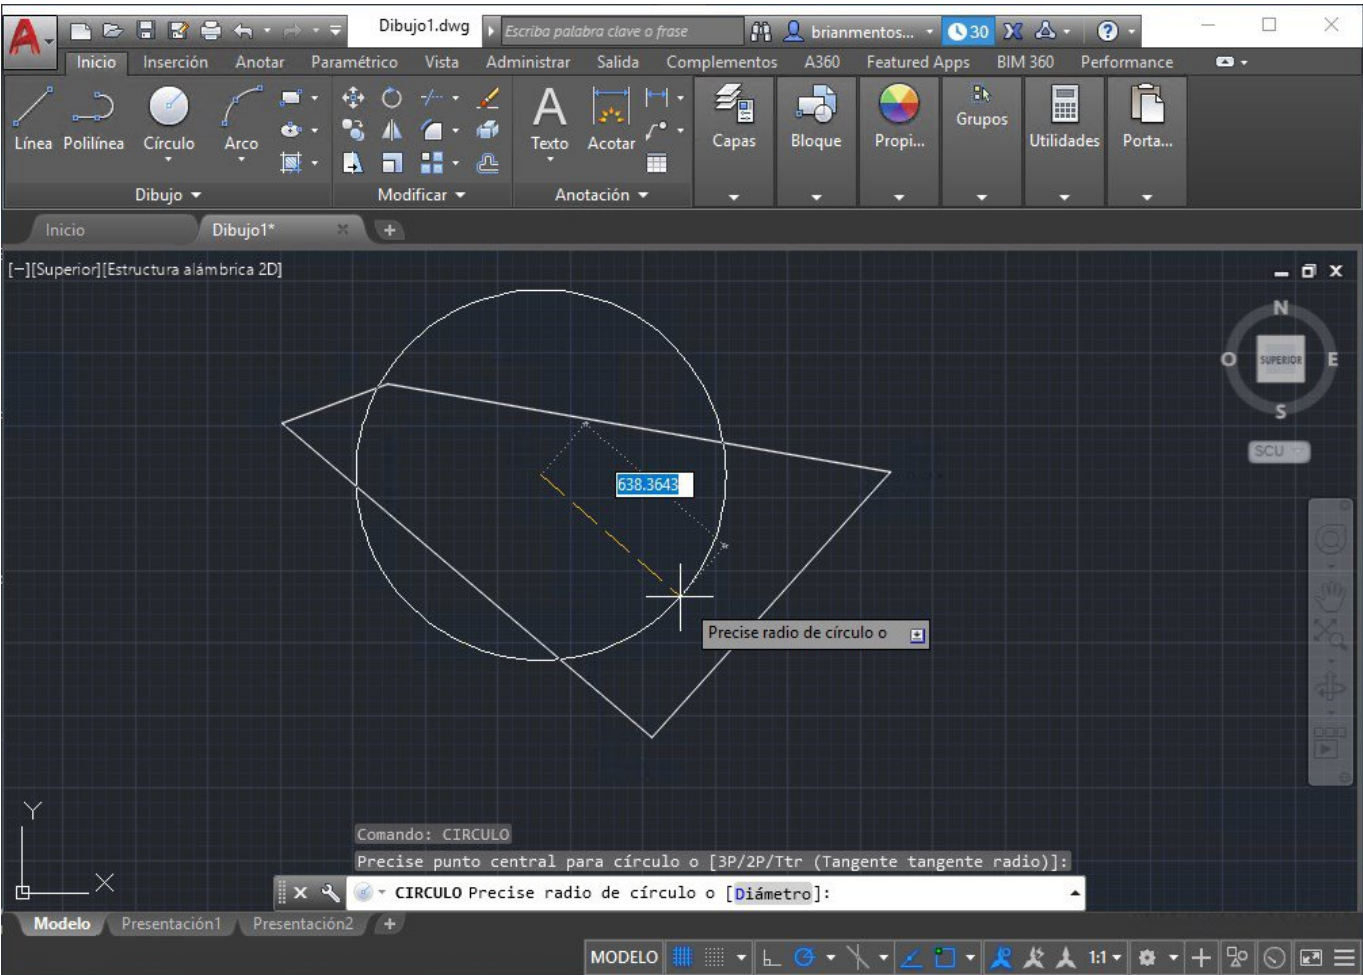 Dibujo1.dwg
Escriba palabra clave o frase
brianmentos...
30
Inicio Inserción Anotar Paramétrico Vista Administrar Salida Complementos A360 Featured Apps BIM 360 Performance
Línea Polilínea Círculo Arco Texto Acotar Capas Bloque Propi... Grupos Utilidades Porta...
Dibujo Modificar Anotación
Inicio Dibujo1*
[−][Superior][Estructura alámbrica 2D]
N
O SUPERIOR E
S
SCU
638.3643
Precise radio de círculo o
Y
X
Comando: CIRCULO
Precise punto central para círculo o [3P/2P/Ttr (Tangente tangente radio)]:
CIRCULO Precise radio de círculo o [Diámetro]:
Modelo Presentación1 Presentación2
MODELO 1:1